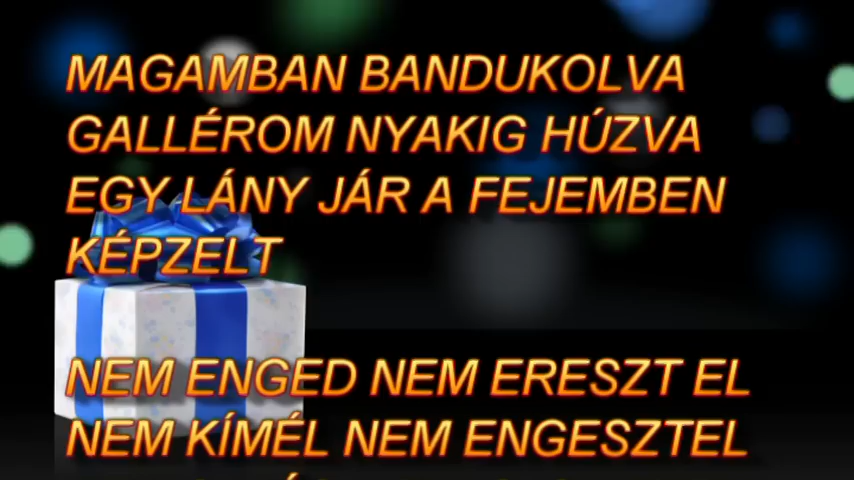 MAGAMBAN BANDUKOLVA
GALLÉROM NYAKIG HÚZVA
EGY LÁNY JÁR A FEJEMBEN
KÉPZELT
NEM ENGED NEM ERESZT EL
NEM KÍMÉL NEM ENGESZTEL